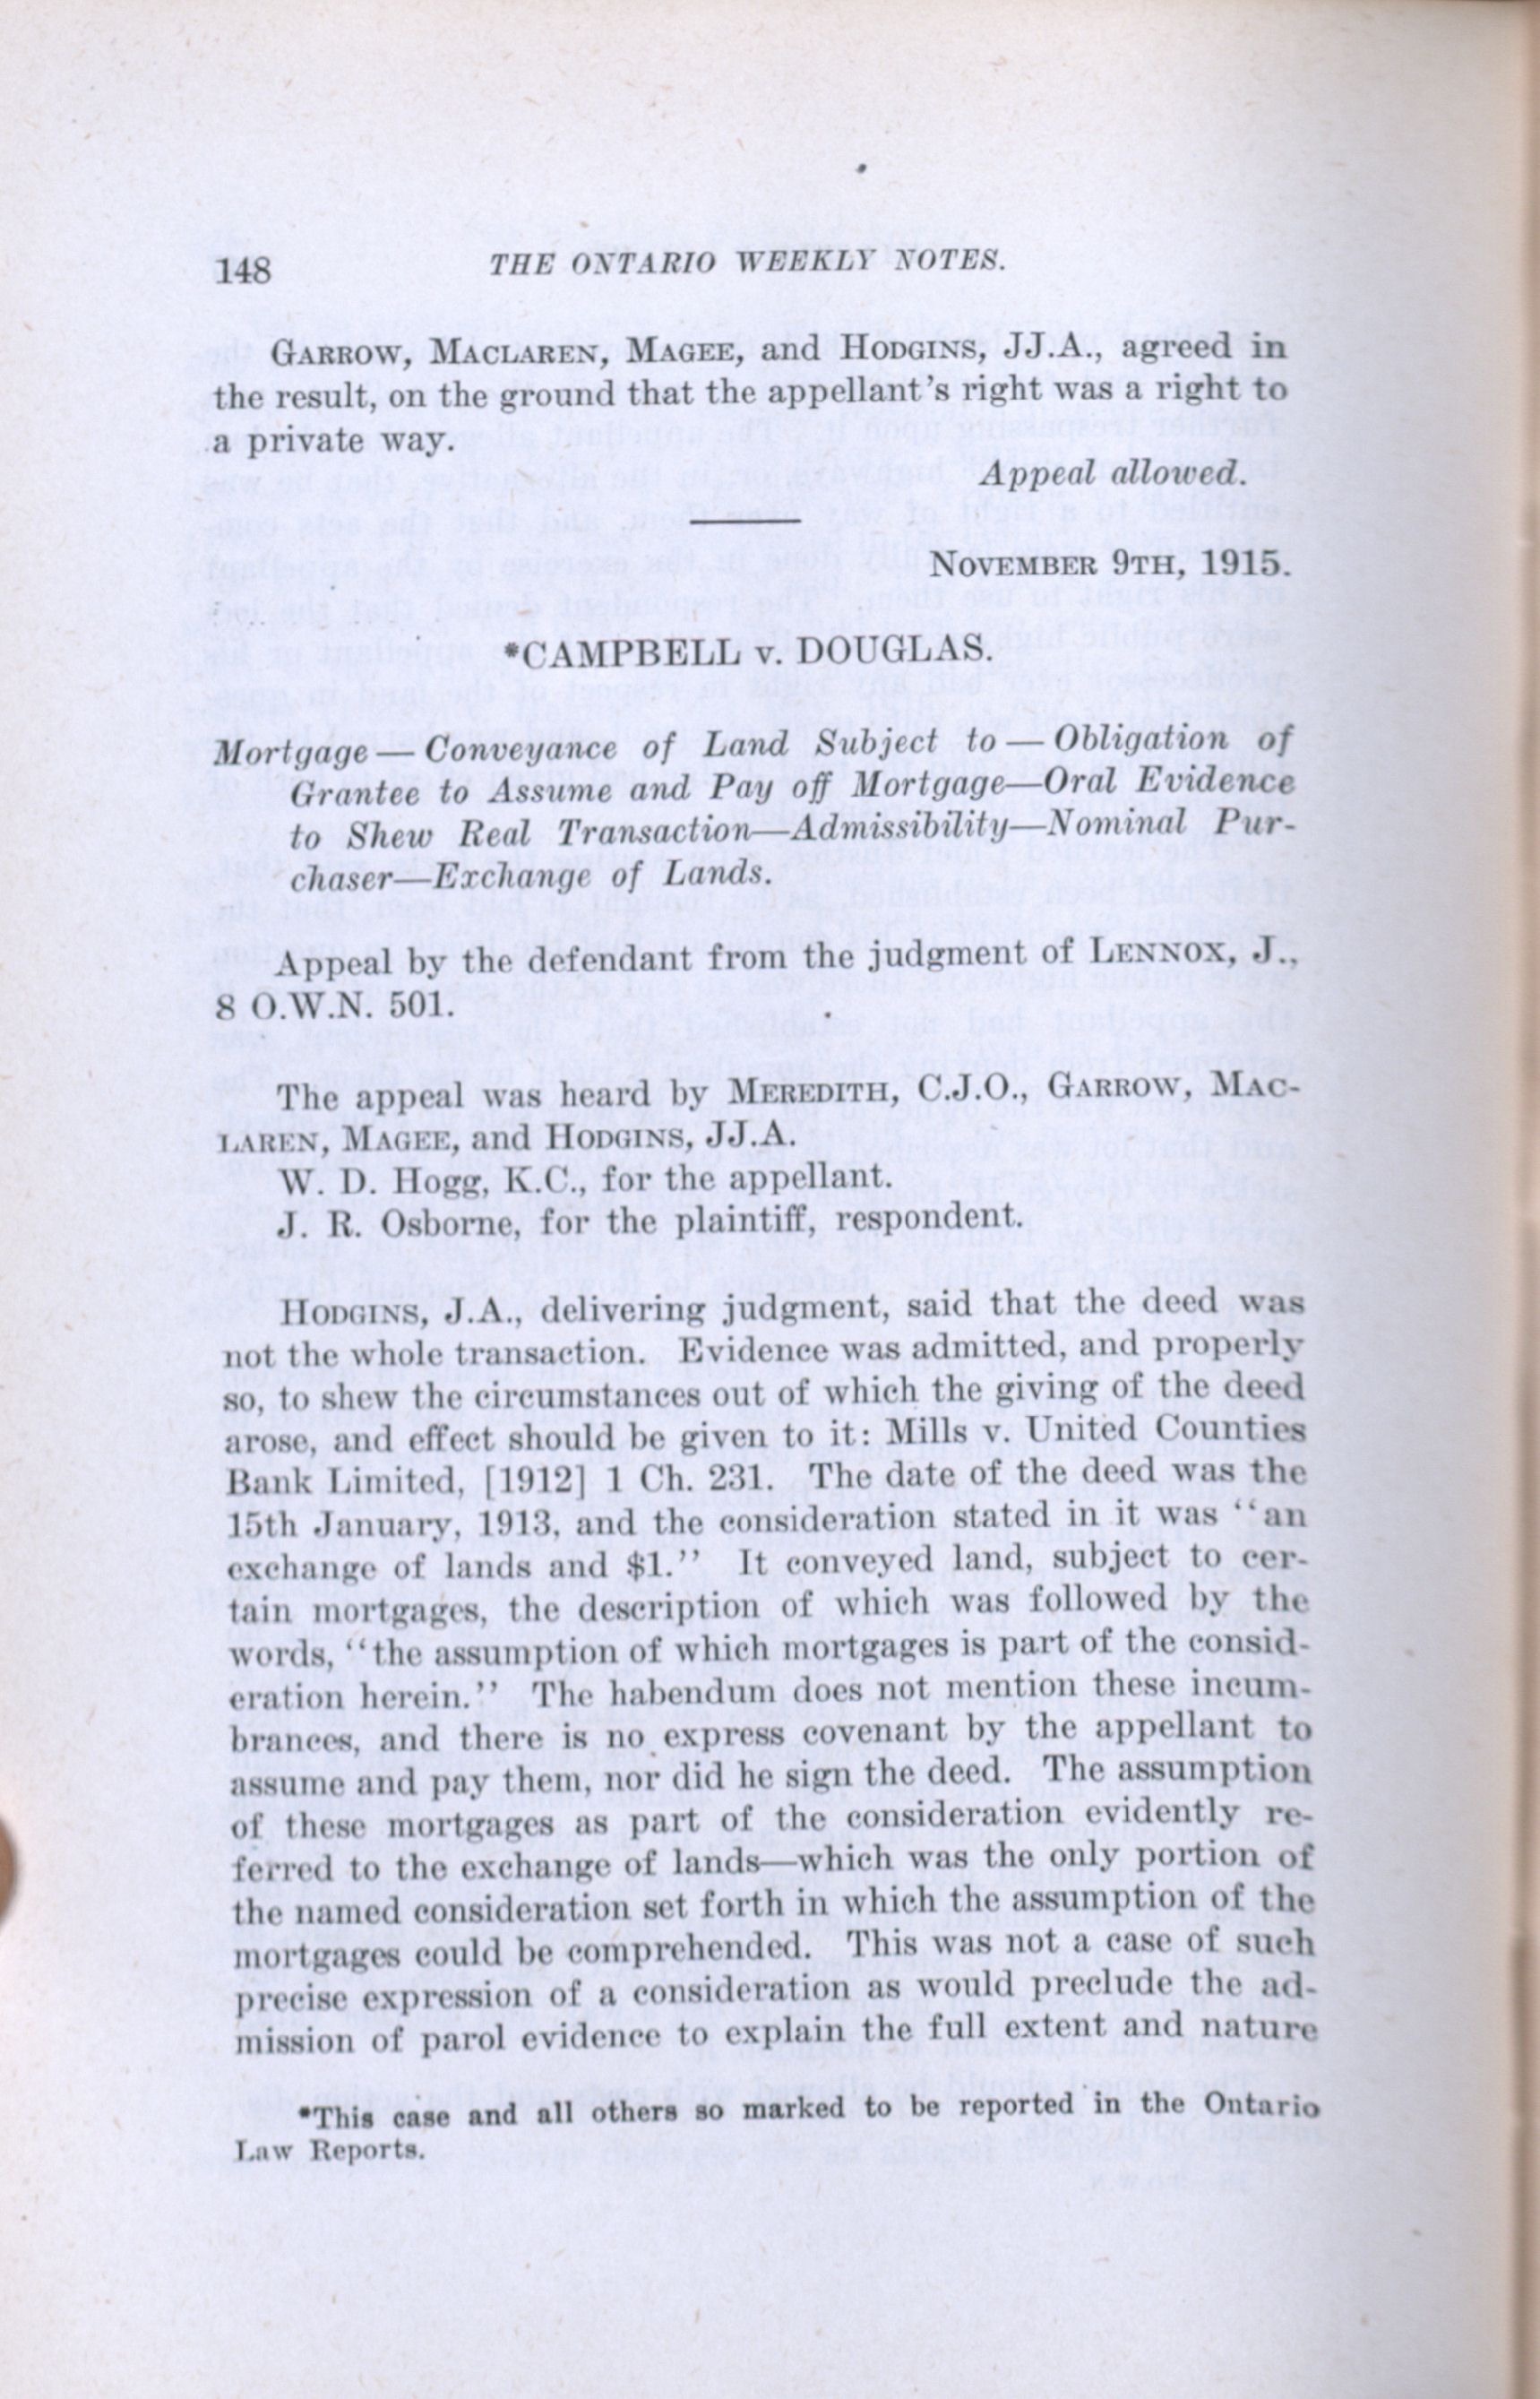 148 THE ONTARIO WEEKLY NOTES.
GARROW, MACLAREN, MAGEE, and HODGINS, JJ.A., agreed in
the result, on the ground that the appellant's right was a right to
a private way.
Appeal allowed.
NOVEMBER 9TH, 1915.
*CAMPBELL v. DOUGLAS.
Mortgage — Conveyance of Land Subject to — Obligation of
Grantee to Assume and Pay off Mortgage—Oral Evidence
to Shew Real Transaction—Admissibility—Nominal Pur-
chaser—Exchange of Lands.
Appeal by the defendant from the judgment of LENNOX, J.,
8 O.W.N. 501.
The appeal was heard by MEREDITH, C.J.O., GARROW, MAC-
LAREN, MAGEE, and HODGINS, JJ.A.
W. D. Hogg, K.C., for the appellant.
J. R. Osborne, for the plaintiff, respondent.
HODGINS, J.A., delivering judgment, said that the deed was
not the whole transaction. Evidence was admitted, and properly
so, to shew the circumstances out of which the giving of the deed
arose, and effect should be given to it: Mills v. United Counties
Bank Limited, [1912] 1 Ch. 231. The date of the deed was the
15th January, 1913, and the consideration stated in it was "an
exchange of lands and $1." It conveyed land, subject to cer-
tain mortgages, the description of which was followed by the
words, "the assumption of which mortgages is part of the consid-
eration herein." The habendum does not mention these incum-
brances, and there is no express covenant by the appellant to
assume and pay them, nor did he sign the deed. The assumption
of these mortgages as part of the consideration evidently re-
ferred to the exchange of lands—which was the only portion of
the named consideration set forth in which the assumption of the
mortgages could be comprehended. This was not a case of such
precise expression of a consideration as would preclude the ad-
mission of parol evidence to explain the full extent and nature
*This case and all others so marked to be reported in the Ontario
Law Reports.